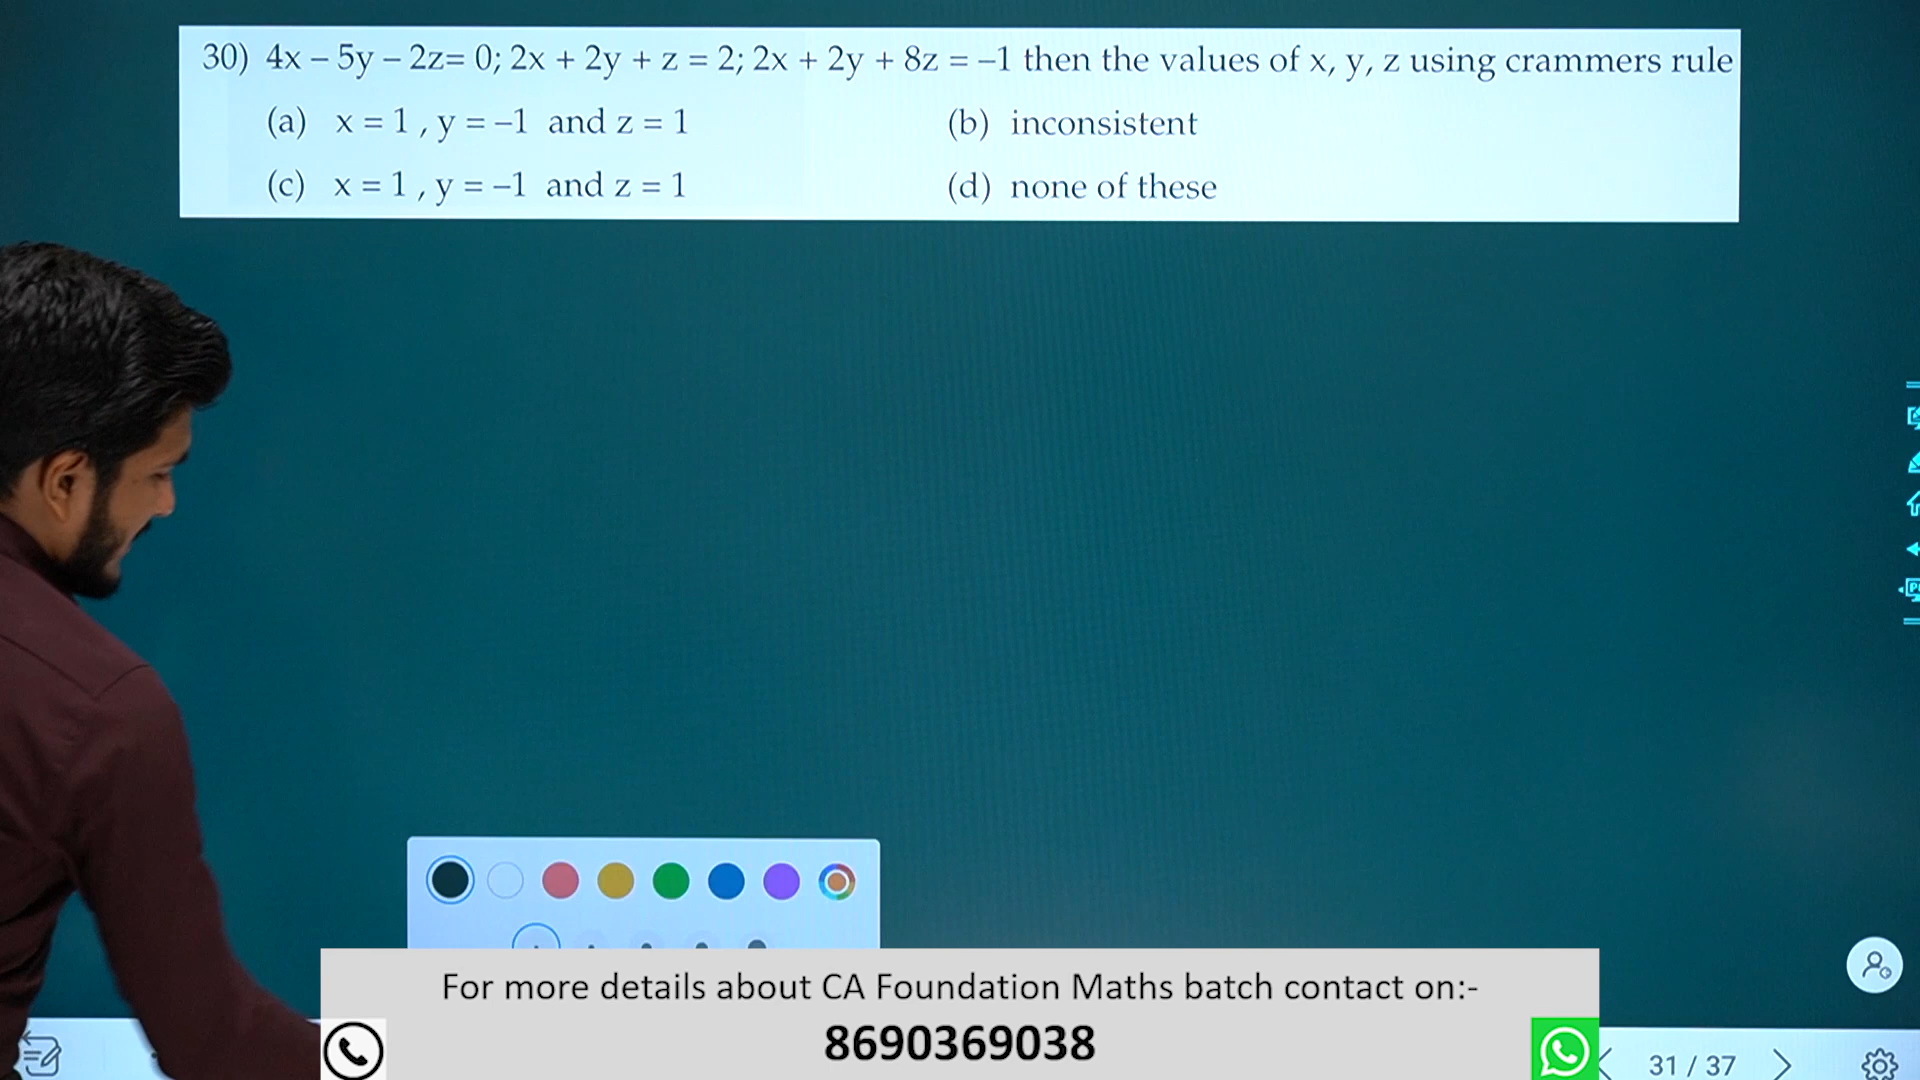 30) 4x – 5y – 2z= 0; 2x + 2y + z = 2; 2x + 2y + 8z = –1 then the values of x, y, z using crammers rule
(a) x = 1 , y = –1 and z = 1 (b) inconsistent
(c) x = 1 , y = –1 and z = 1 (d) none of these
For more details about CA Foundation Maths batch contact on:-
8690369038
31 / 37